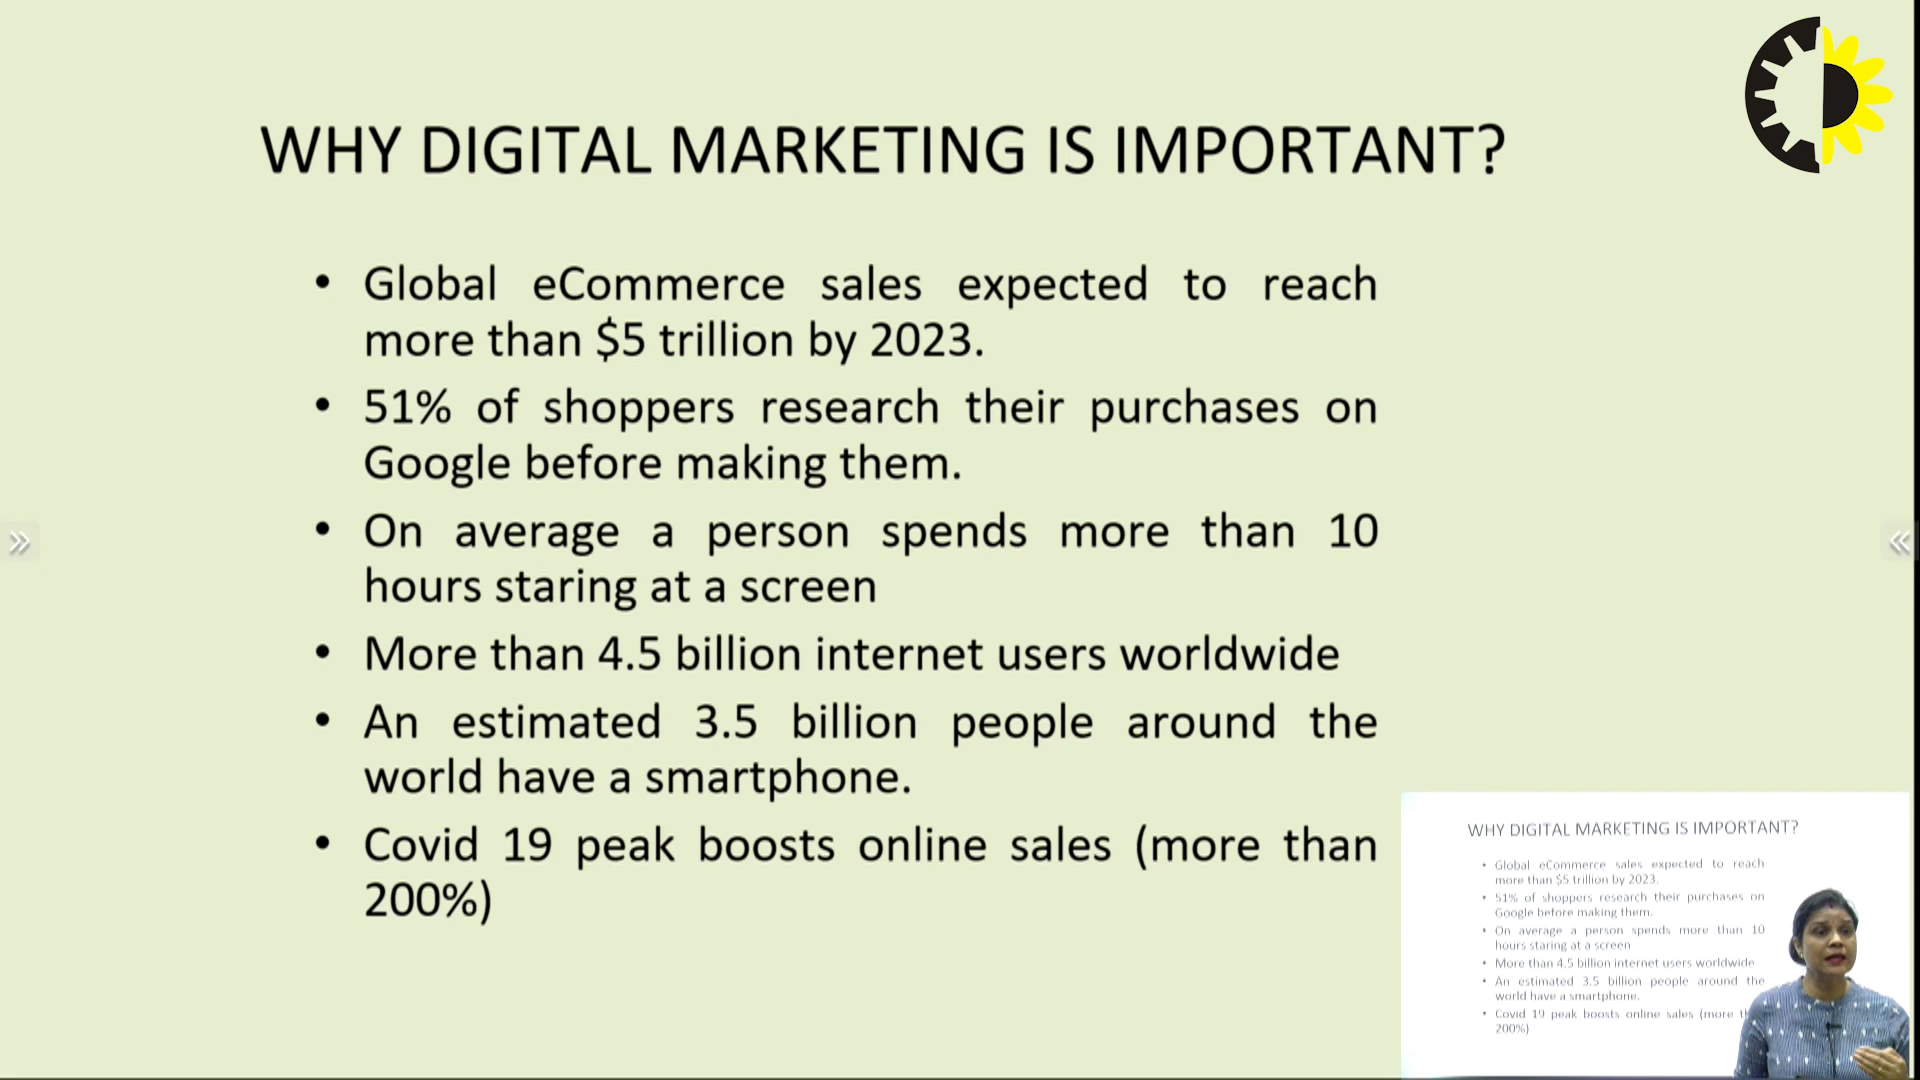 WHY DIGITAL MARKETING IS IMPORTANT?
• Global eCommerce sales expected to reach
more than $5 trillion by 2023.
• 51% of shoppers research their purchases on
Google before making them.
• On average a person spends more than 10
hours staring at a screen
• More than 4.5 billion internet users worldwide
• An estimated 3.5 billion people around the
world have a smartphone.
• Covid 19 peak boosts online sales (more than
200%)
WHY DIGITAL MARKETING IS IMPORTANT?
• Global eCommerce sales expected to reach
more than $5 trillion by 2023.
• 51% of shoppers research their purchases on
Google before making them.
• On average a person spends more than 10
hours staring at a screen
• More than 4.5 billion internet users worldwide
• An estimated 3.5 billion people around the
world have a smartphone.
• Covid 19 peak boosts online sales (more
200%)